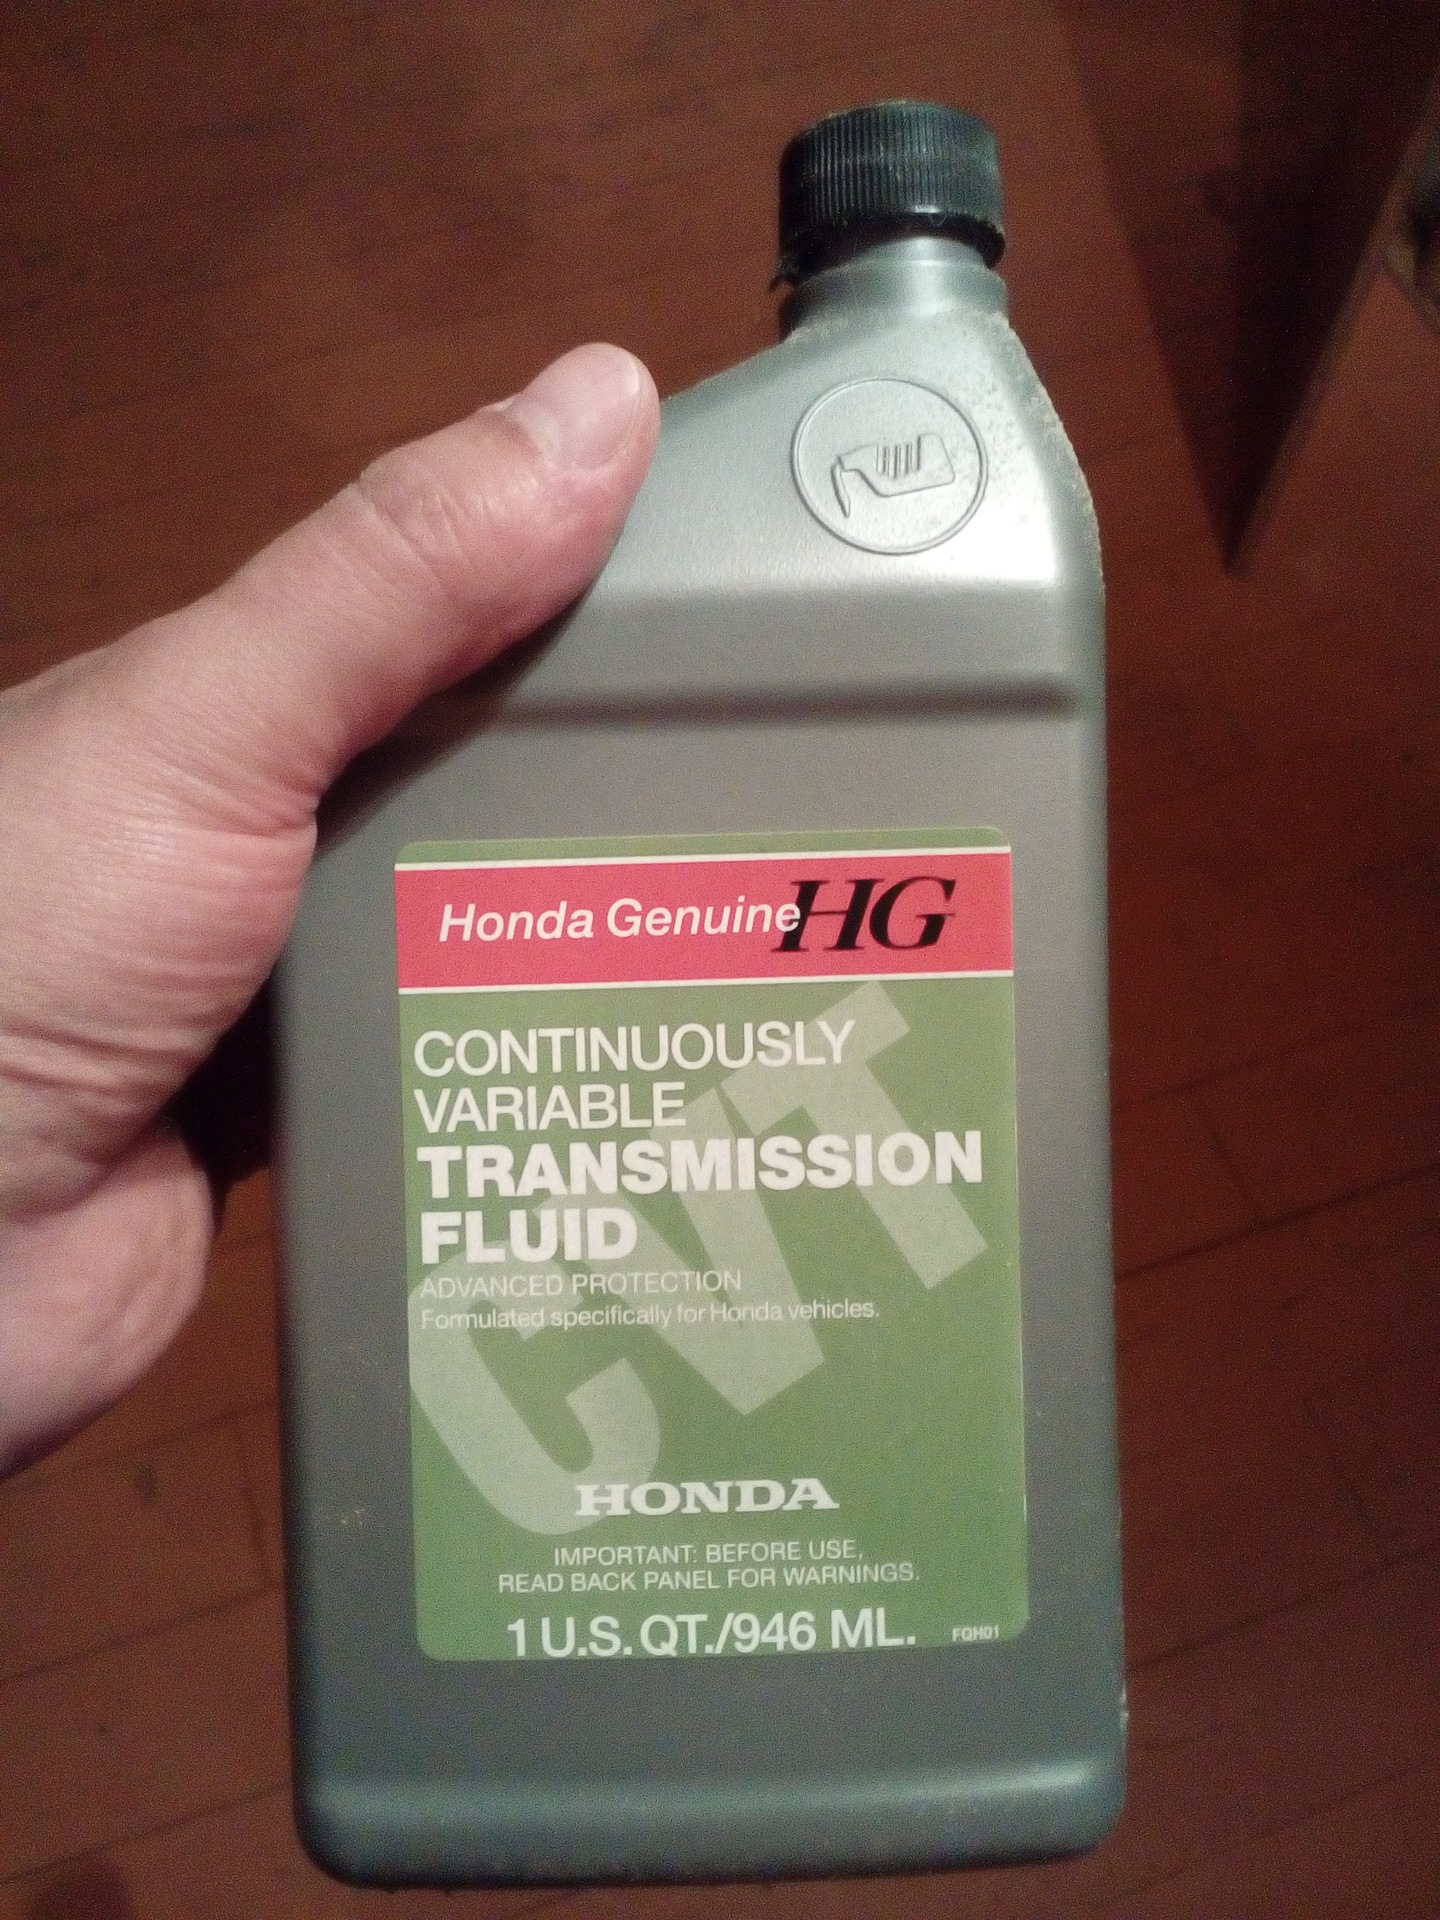 Honda Genuine HG
CONTINUOUSLY
VARIABLE
TRANSMISSION
FLUID
ADVANCED PROTECTION
Formulated specifically for Honda vehicles.
CVT
HONDA
IMPORTANT: BEFORE USE,
READ BACK PANEL FOR WARNINGS.
1 U.S. QT./946 ML.
FQH01